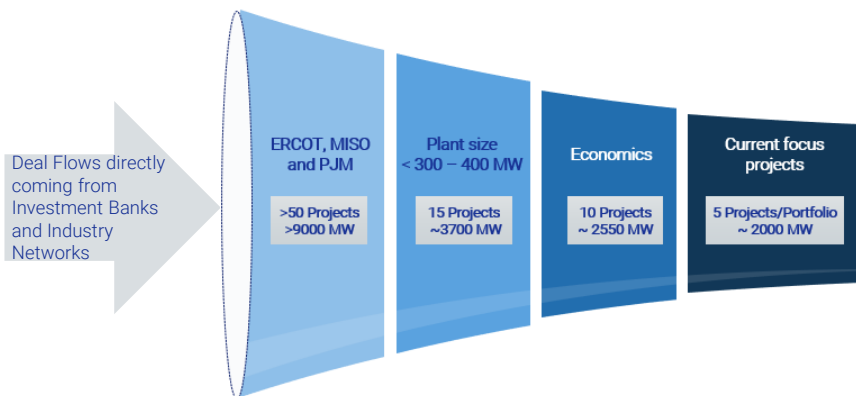 Deal Flows directly
coming from
Investment Banks
and Industry
Networks
ERCOT, MISO
and PJM
>50 Projects
>9000 MW
Plant size
< 300 – 400 MW
15 Projects
~3700 MW
Economics
10 Projects
~ 2550 MW
Current focus
projects
5 Projects/Portfolio
~ 2000 MW